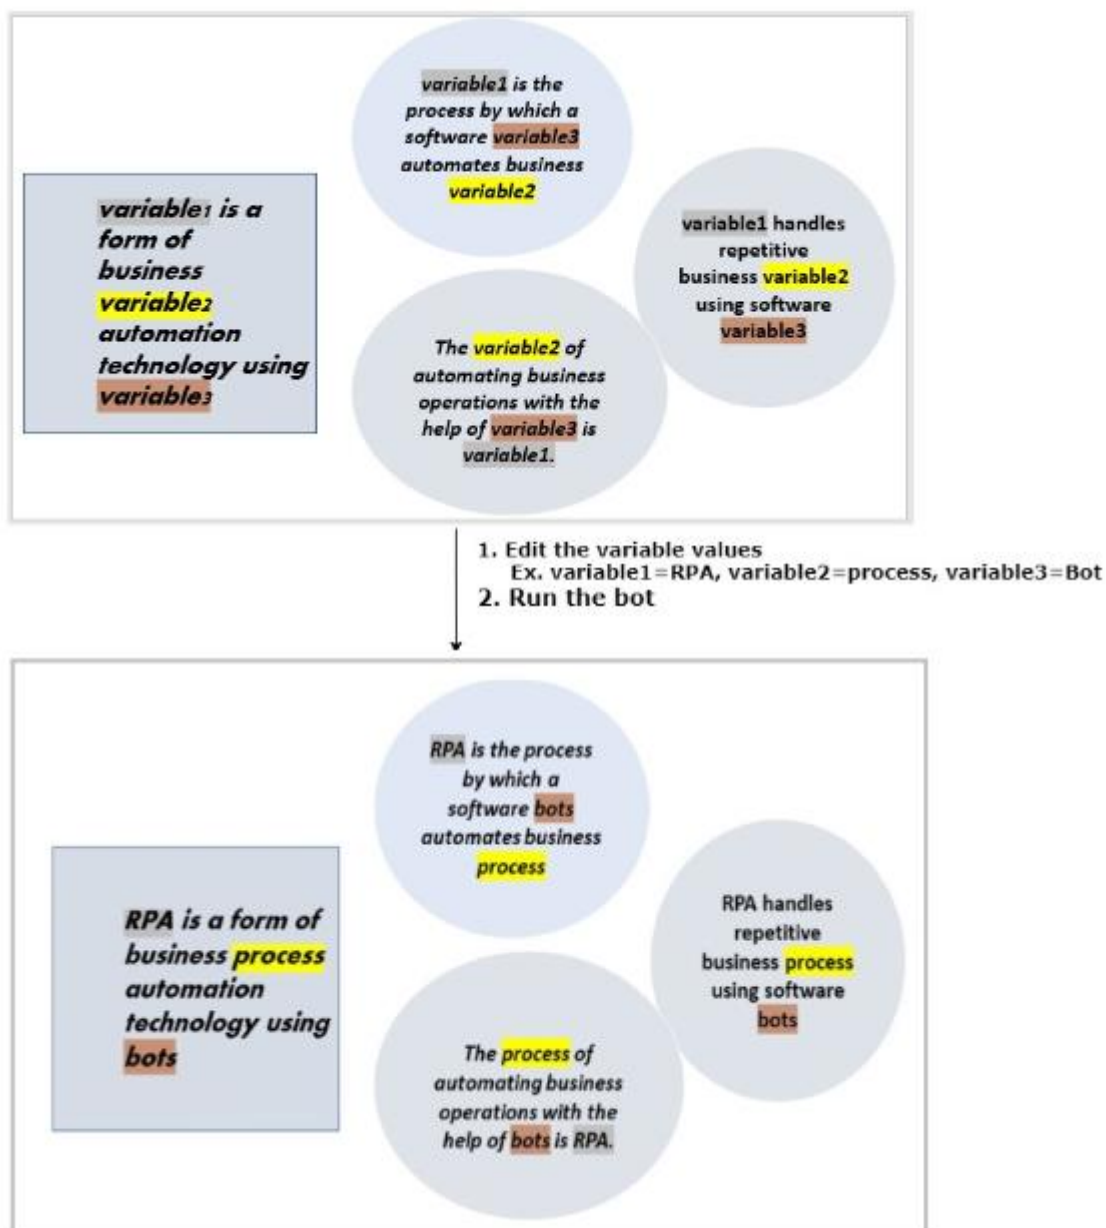 variable1 is the
process by which a
software variable3
automates business
variable2
variable1 is a
form of
business
variable2
automation
technology using
variable3
variable1 handles
repetitive
business variable2
using software
variable3
The variable2 of
automating business
operations with the
help of variable3 is
variable1.
1. Edit the variable values
Ex. variable1=RPA, variable2=process, variable3=Bot
2. Run the bot
RPA is the process
by which a
software bots
automates business
process
RPA is a form of
business process
automation
technology using
bots
RPA handles
repetitive
business process
using software
bots
The process of
automating business
operations with the
help of bots is RPA.